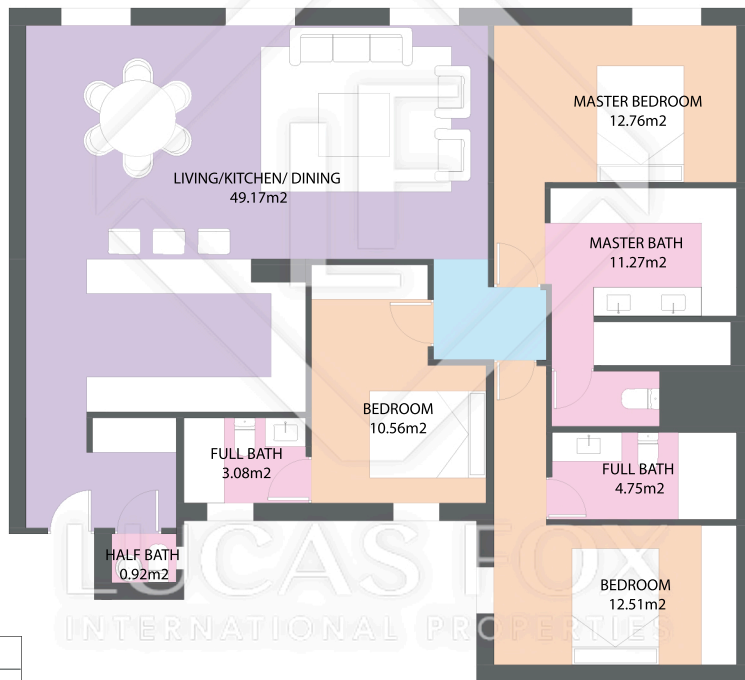 MASTER BEDROOM
12.76m2
LIVING/KITCHEN/ DINING
49.17m2
MASTER BATH
11.27m2
BEDROOM
10.56m2
FULL BATH
3.08m2
FULL BATH
4.75m2
HALF BATH
0.92m2
BEDROOM
12.51m2
LUCAS FOX
INTERNATIONAL PROPERTIES